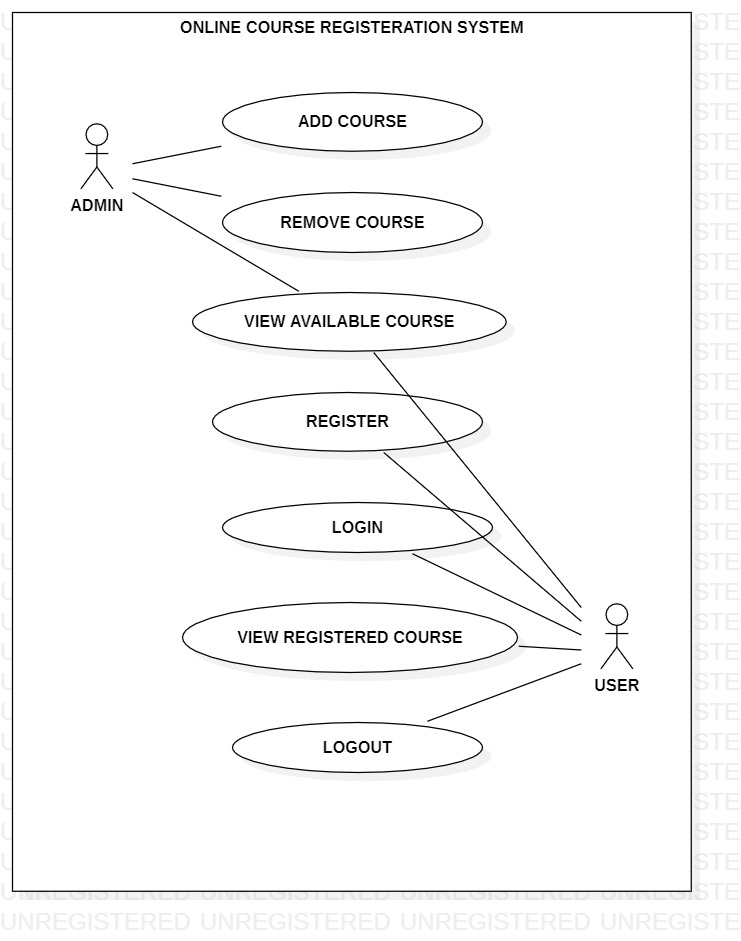 ONLINE COURSE REGISTERATION SYSTEM
ADD COURSE
ADMIN
REMOVE COURSE
VIEW AVAILABLE COURSE
REGISTER
LOGIN
VIEW REGISTERED COURSE
USER
LOGOUT
UNREGISTERED UNREGISTERED UNREGISTERED UNREGISTE
UNREGISTERED UNREGISTERED UNREGISTERED UNREGISTE